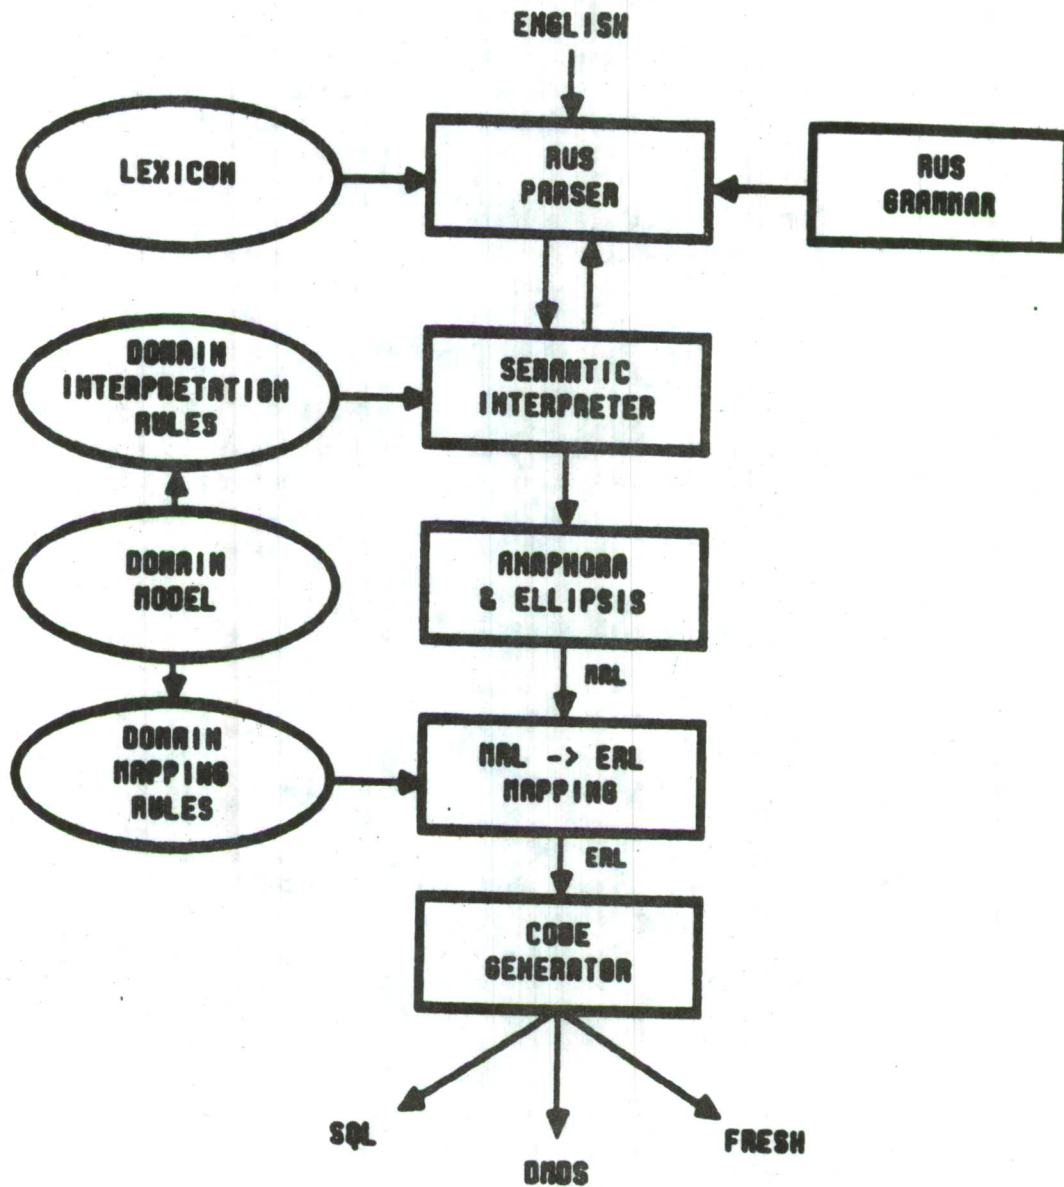 ENGLISH
LEXICON
RUS
PARSER
RUS
GRAMMAR
DOMAIN
INTERPRETATION
RULES
SEMANTIC
INTERPRETER
DOMAIN
MODEL
ANAPHORA
& ELLIPSIS
MRL
DOMAIN
MAPPING
RULES
MRL -> ERL
MAPPING
ERL
CODE
GENERATOR
SQL
FRESH